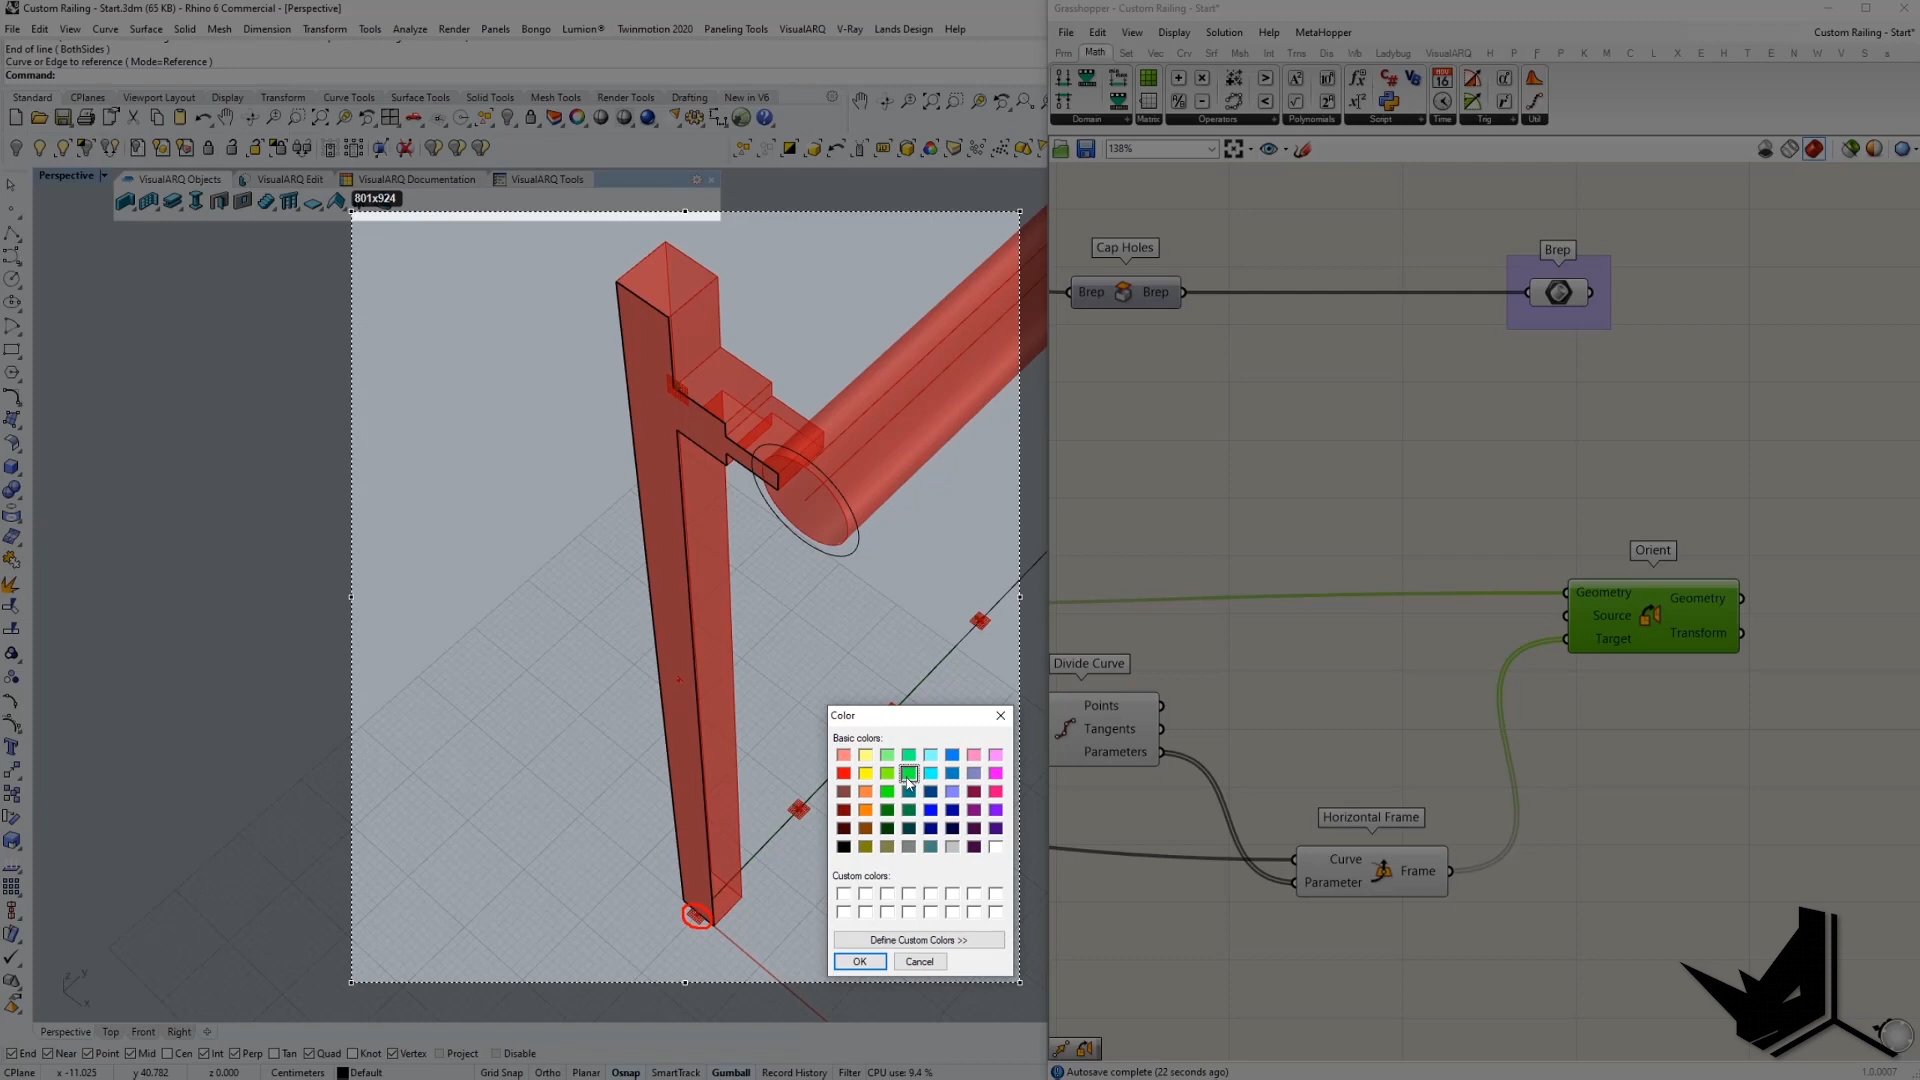 Custom Railing - Start.3dm (65 KB) - Rhino 6 Commercial - [Perspective]
File Edit View Curve Surface Solid Mesh Dimension Transform Tools Analyze Render Panels Bongo Lumion® Twinmotion 2020 Paneling Tools VisualARQ V-Ray Lands Design Help
End of line ( BothSides )
Curve or Edge to reference ( Mode=Reference )
Command:
Standard CPlanes Viewport Layout Display Transform Curve Tools Surface Tools Solid Tools Mesh Tools Render Tools Drafting New in V6
Perspective
VisualARQ Objects VisualARQ Edit VisualARQ Documentation VisualARQ Tools
801x924
Color
Basic colors:
Custom colors:
Define Custom Colors >>
OK Cancel
Perspective Top Front Right
End Near Point Mid Cen Int Perp Tan Quad Knot Vertex Project Disable
CPlane x -11.025 y 40.782 z 0.000 Centimeters Default Grid Snap Ortho Planar Osnap SmartTrack Gumball Record History Filter CPU use: 9.4 %
Grasshopper - Custom Railing - Start*
File Edit View Display Solution Help MetaHopper Custom Railing - Start*
Prm Math Set Vec Crv Srf Msh Int Trns Dis Wb Ladybug VisualARQ H P F P K M L E C T D V S
Domain Matrix Operators Polynomials Script Time Trig Util
138%
Cap Holes
Brep Brep
Brep
Orient
Geometry
Source
Target
Geometry
Transform
Divide Curve
Points
Tangents
Parameters
Horizontal Frame
Curve
Parameter
Frame
Autosave complete (22 seconds ago) 1.0.0007